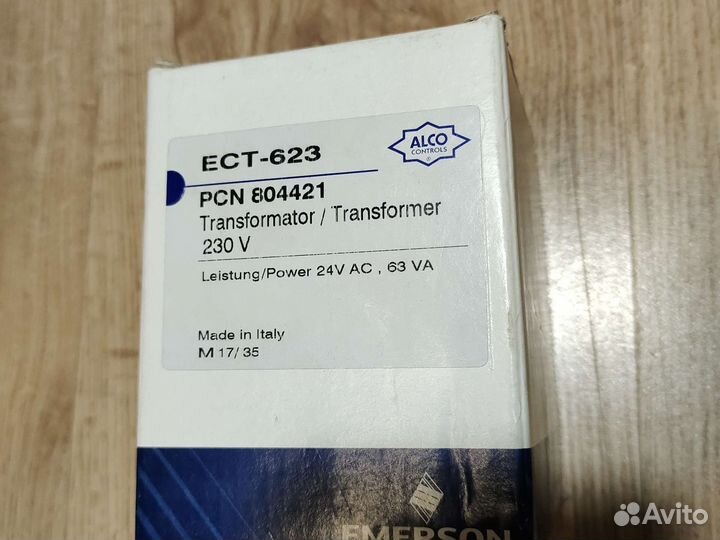 ECT-623
ALCO
CONTROLS
®
PCN 804421
Transformator / Transformer
230 V
Leistung/Power 24V AC , 63 VA
Made in Italy
M 17/ 35
EMERSON
Avito